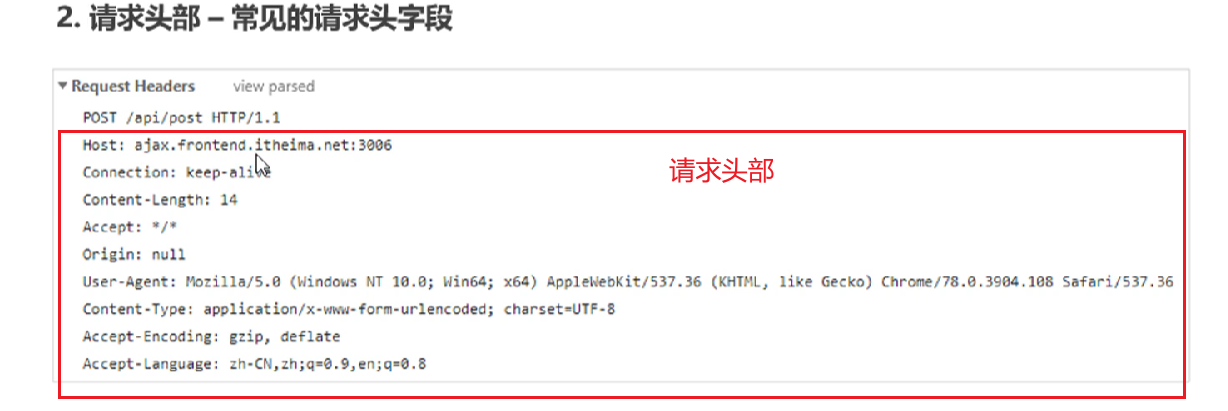 2. 请求头部 – 常见的请求头字段
▼ Request Headers view parsed
POST /api/post HTTP/1.1
Host: ajax.frontend.itheima.net:3006
请求头部
Connection: keep-alive
Content-Length: 14
Accept: */*
Origin: null
User-Agent: Mozilla/5.0 (Windows NT 10.0; Win64; x64) AppleWebKit/537.36 (KHTML, like Gecko) Chrome/78.0.3904.108 Safari/537.36
Content-Type: application/x-www-form-urlencoded; charset=UTF-8
Accept-Encoding: gzip, deflate
Accept-Language: zh-CN,zh;q=0.9,en;q=0.8